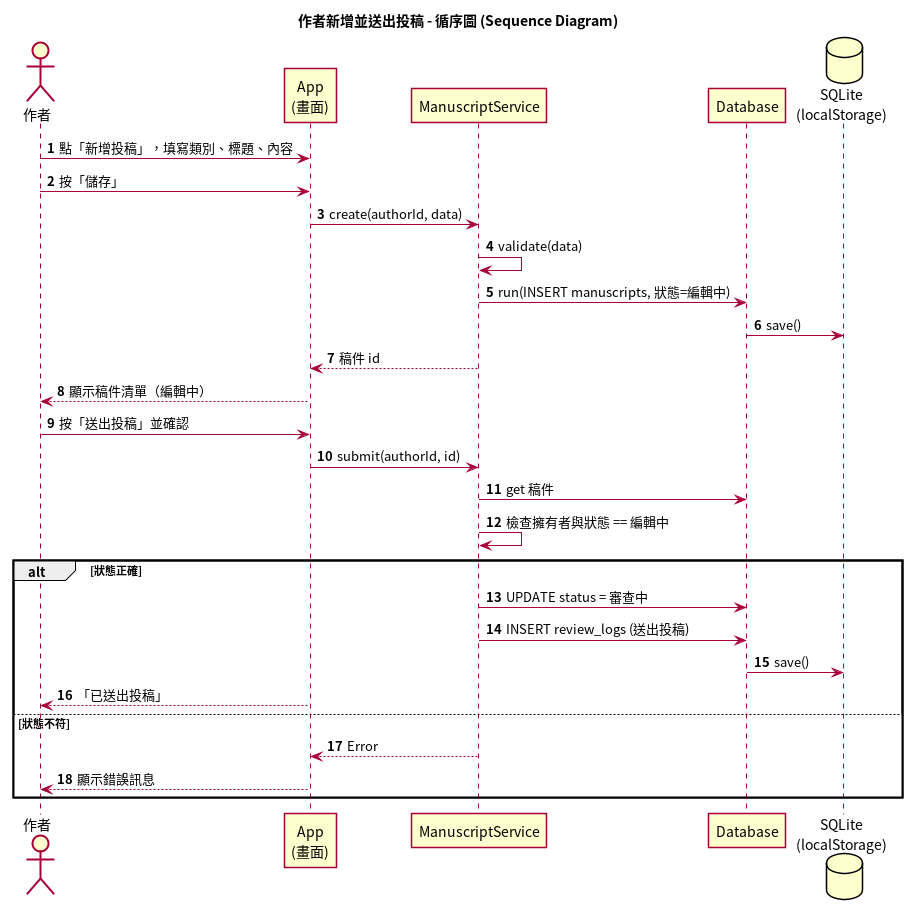 作者新增並送出投稿 - 循序圖 (Sequence Diagram)
作者
App
(畫面)
ManuscriptService
Database
SQLite
(localStorage)
1 點「新增投稿」，填寫類別、標題、內容
2 按「儲存」
3 create(authorId, data)
4 validate(data)
5 run(INSERT manuscripts, 狀態=編輯中)
6 save()
7 稿件 id
8 顯示稿件清單（編輯中）
9 按「送出投稿」並確認
10 submit(authorId, id)
11 get 稿件
12 檢查擁有者與狀態 == 編輯中
alt [狀態正確]
13 UPDATE status = 審查中
14 INSERT review_logs (送出投稿)
15 save()
16 「已送出投稿」
[狀態不符]
17 Error
18 顯示錯誤訊息
作者
App
(畫面)
ManuscriptService
Database
SQLite
(localStorage)